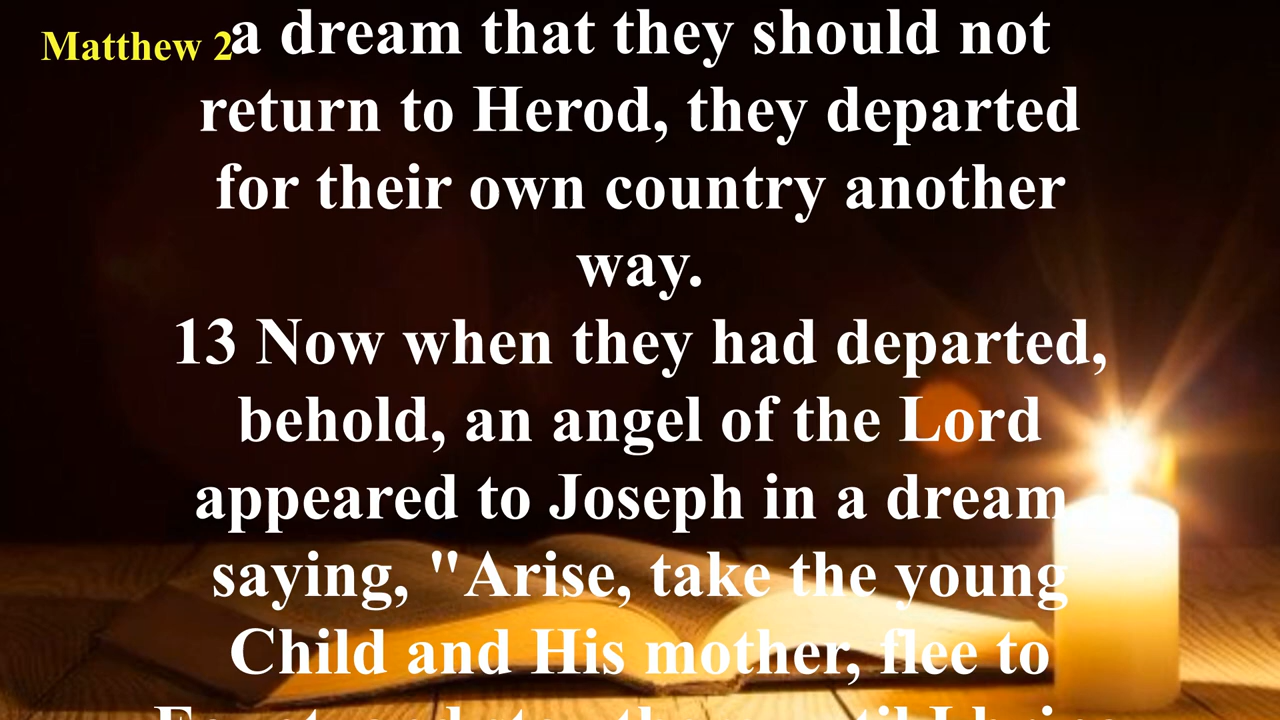 Matthew 2
a dream that they should not
return to Herod, they departed
for their own country another
way.
13 Now when they had departed,
behold, an angel of the Lord
appeared to Joseph in a dream
saying, "Arise, take the young
Child and His mother, flee to